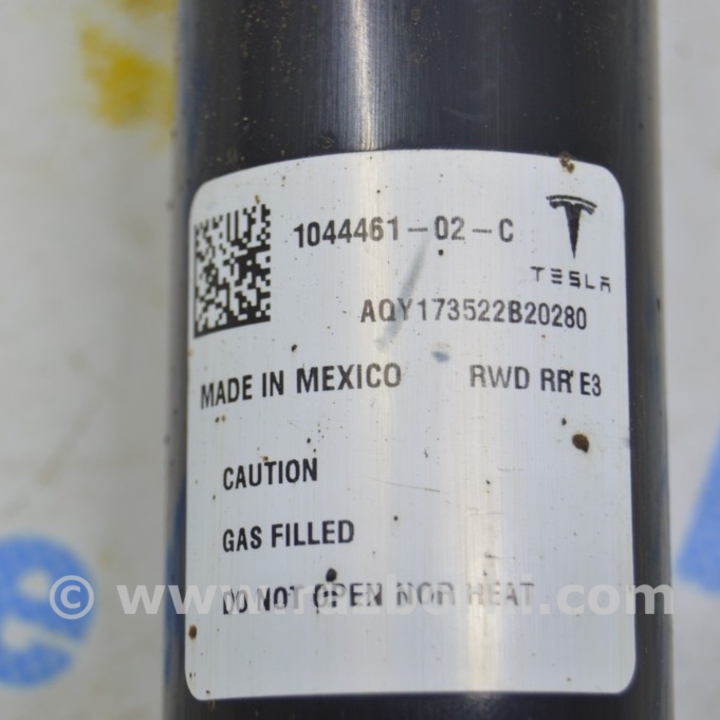 1044461-02-C
TESLA
AQY173522B20280
MADE IN MEXICO RWD RR E3
CAUTION
GAS FILLED
DO NOT OPEN NOR HEAT